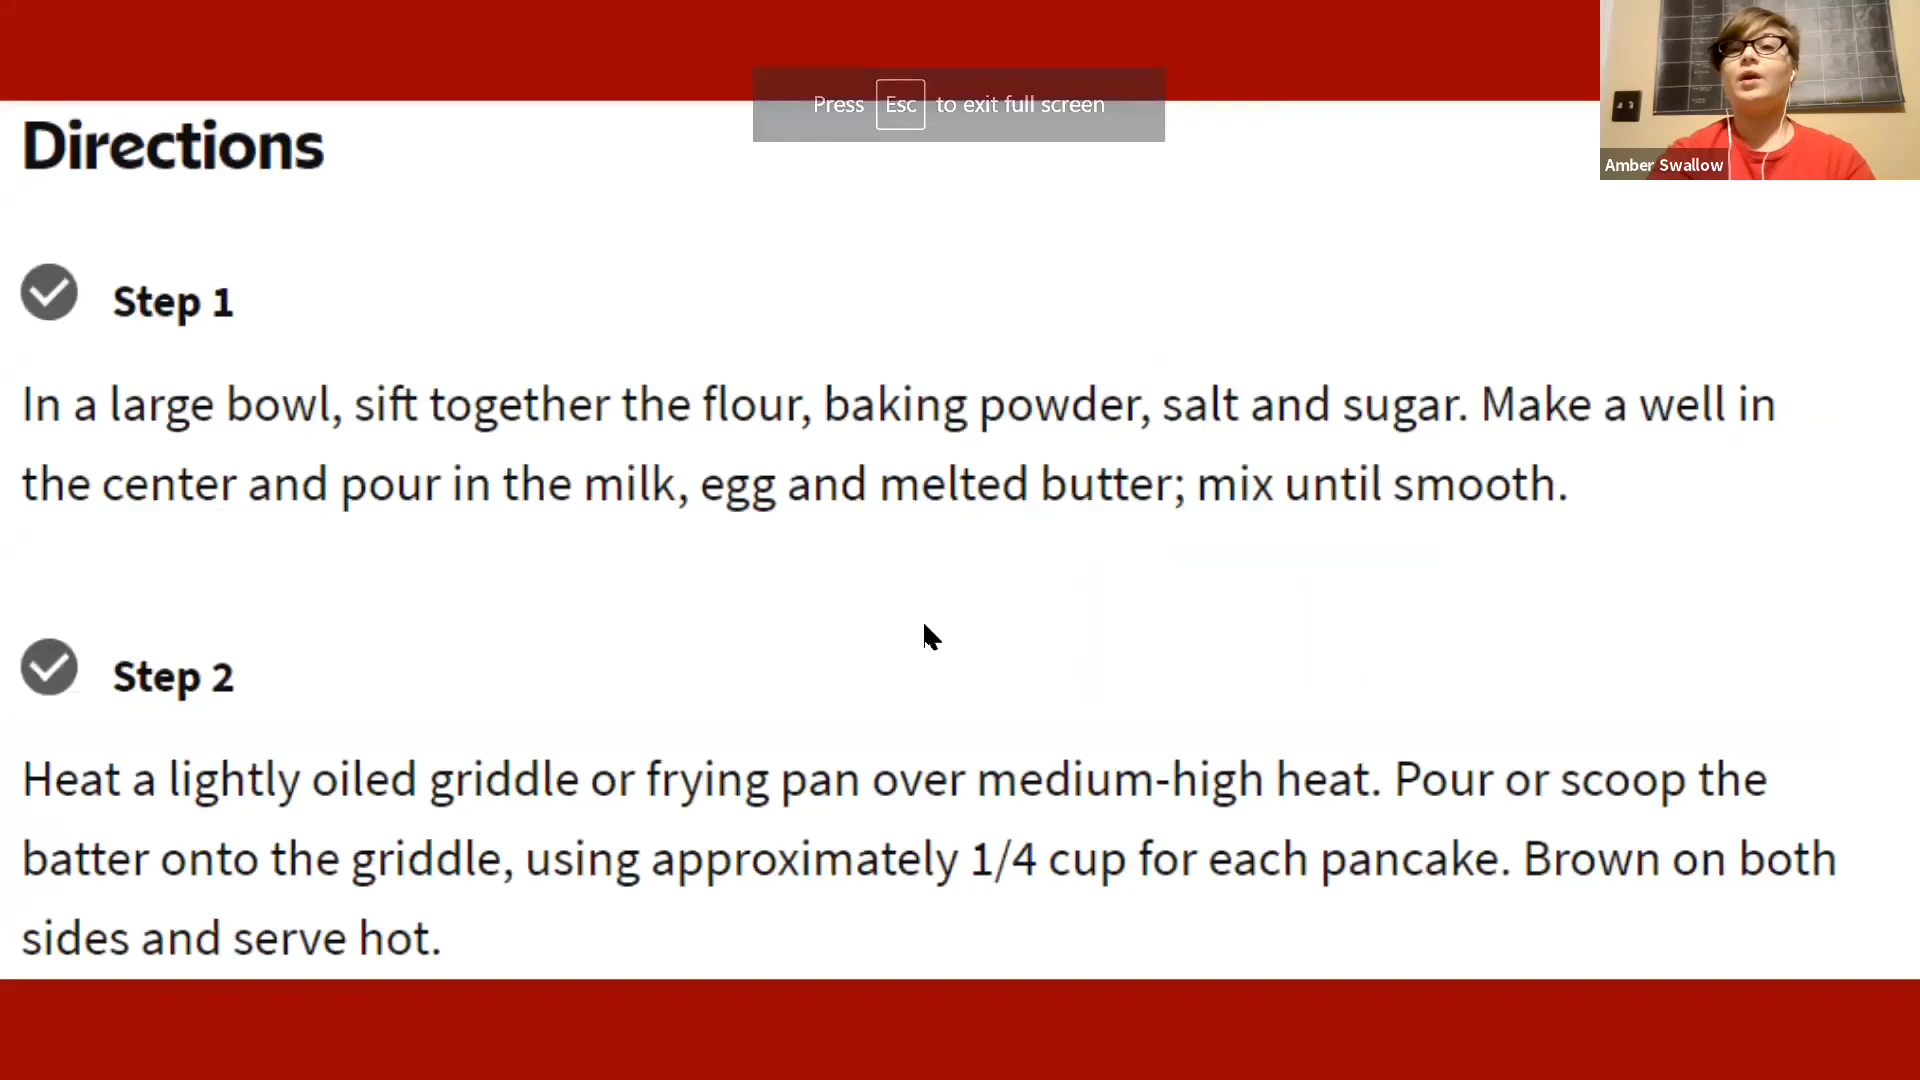 Press Esc to exit full screen
Amber Swallow
Directions
Step 1
In a large bowl, sift together the flour, baking powder, salt and sugar. Make a well in
the center and pour in the milk, egg and melted butter; mix until smooth.
Step 2
Heat a lightly oiled griddle or frying pan over medium-high heat. Pour or scoop the
batter onto the griddle, using approximately 1/4 cup for each pancake. Brown on both
sides and serve hot.